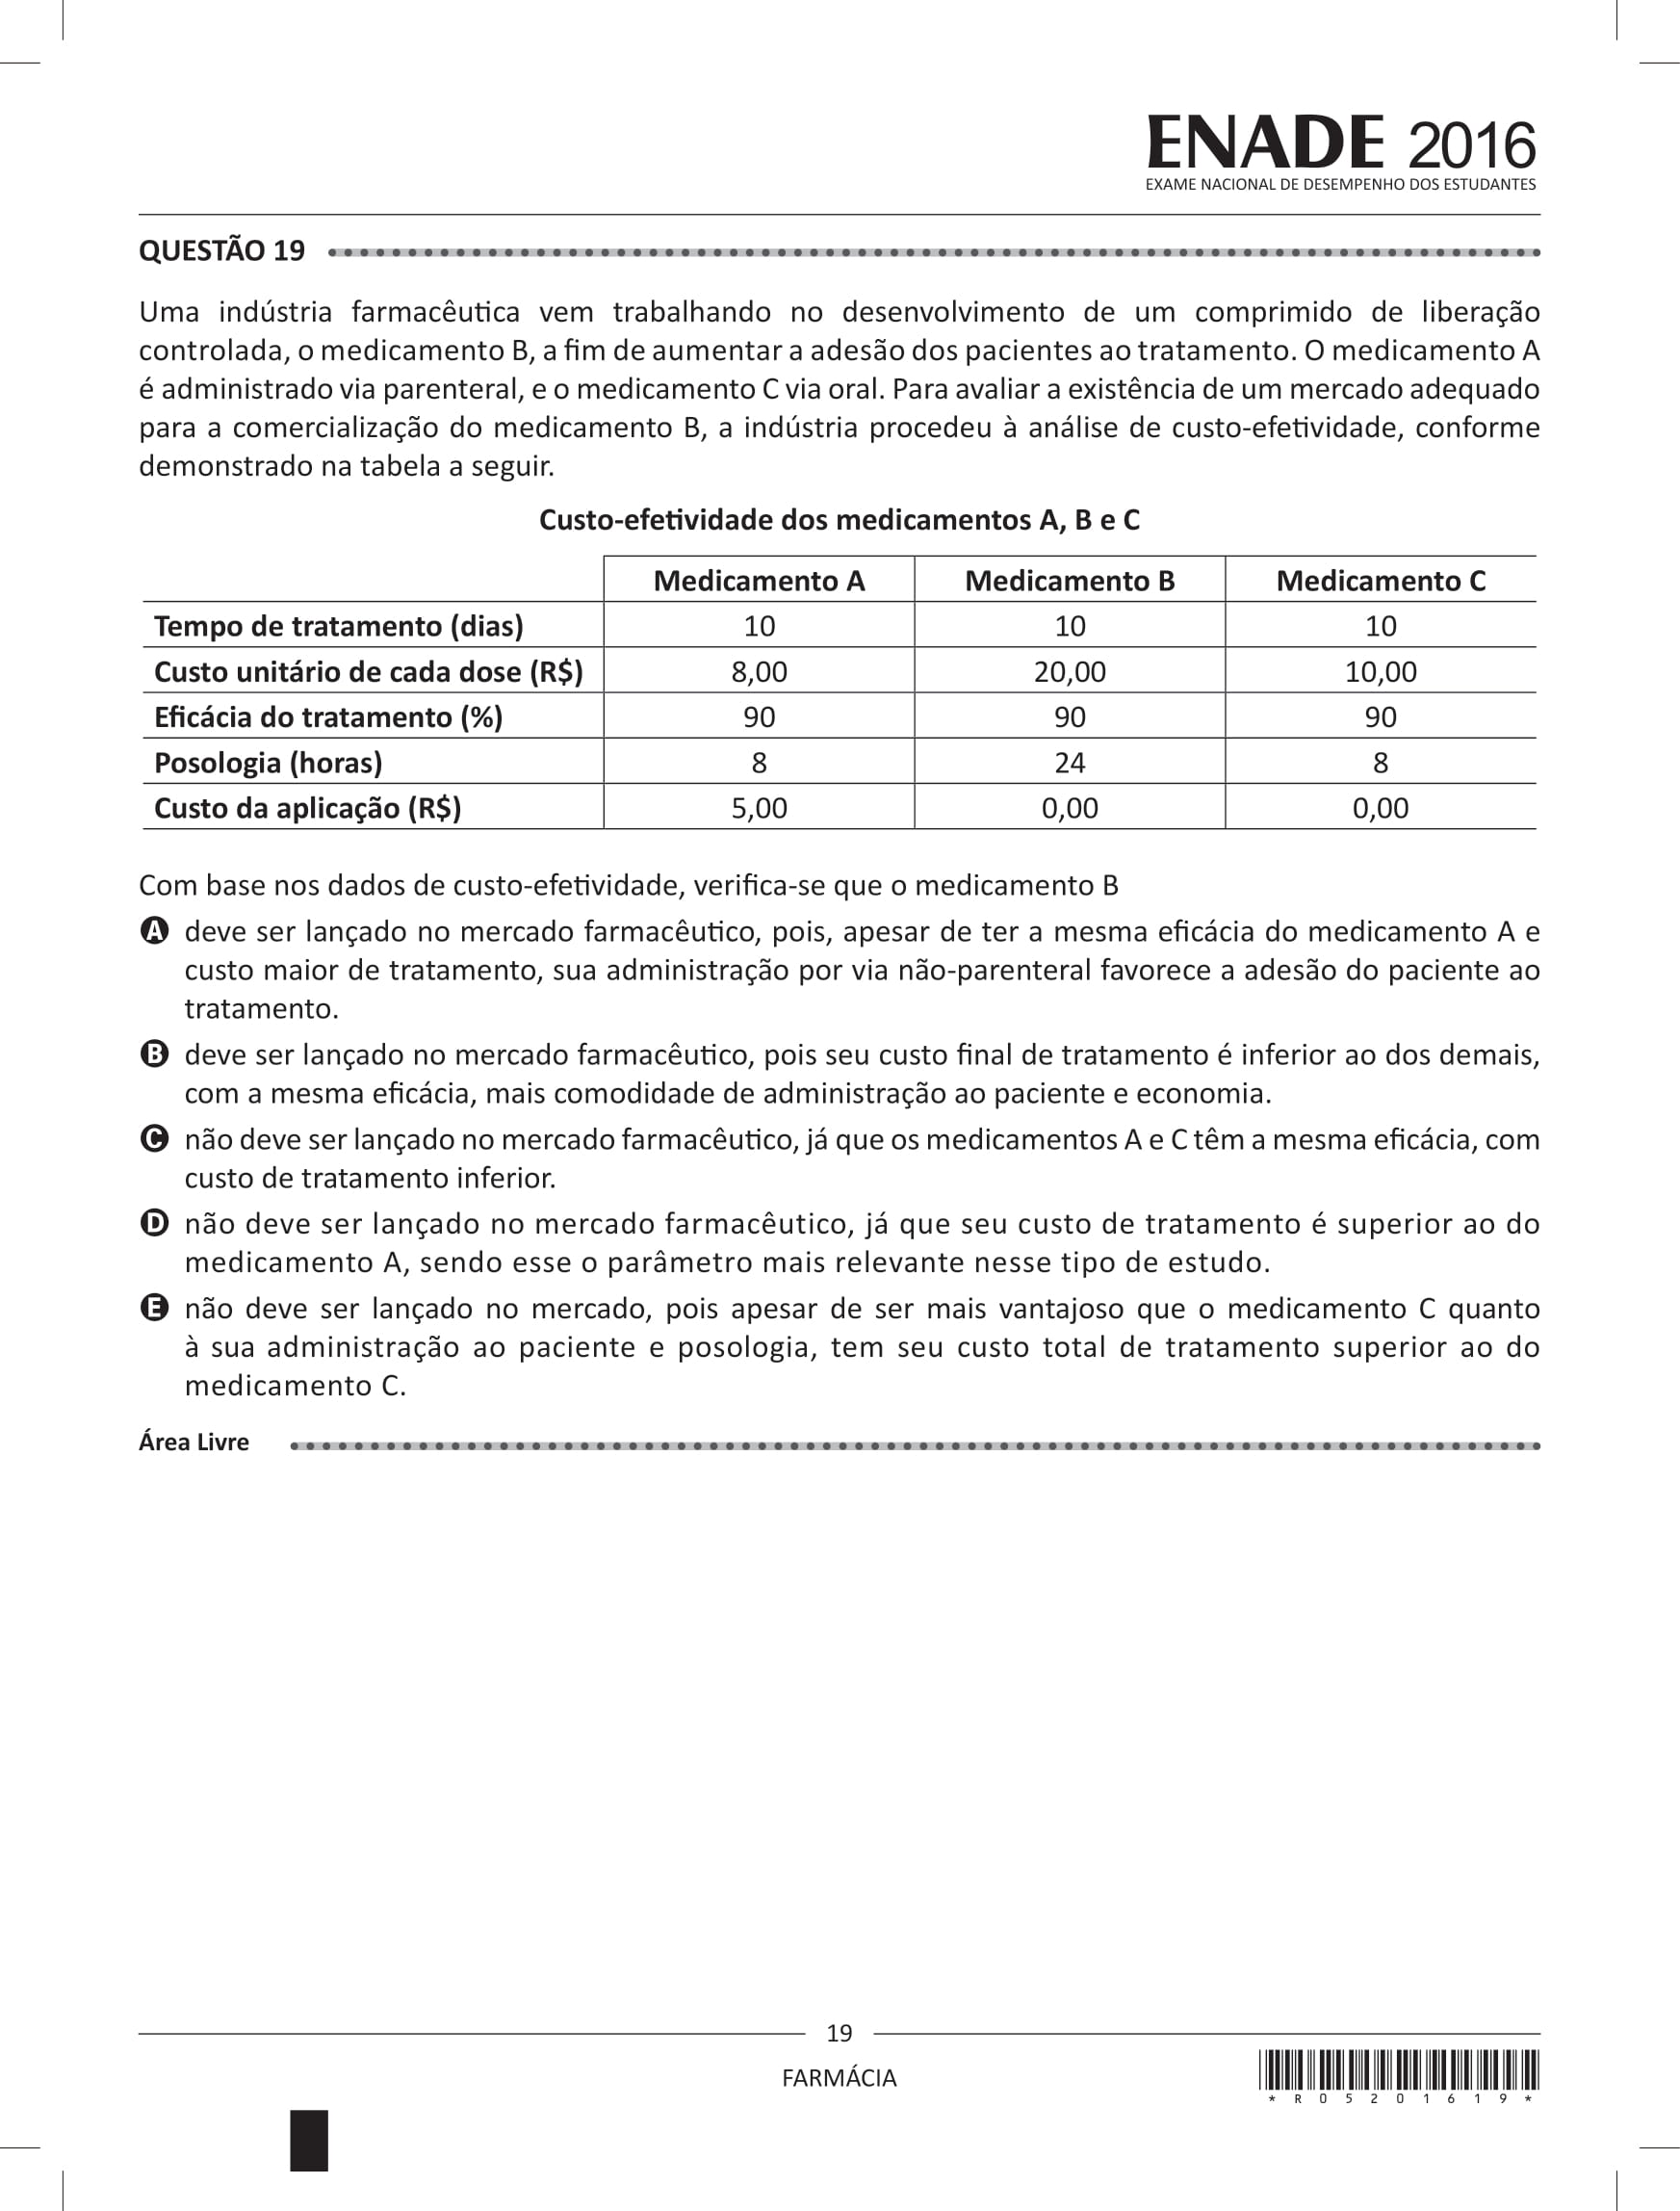 ENADE 2016
EXAME NACIONAL DE DESEMPENHO DOS ESTUDANTES
QUESTÃO 19
Uma indústria farmacêutica vem trabalhando no desenvolvimento de um comprimido de liberação
controlada, o medicamento B, a fim de aumentar a adesão dos pacientes ao tratamento. O medicamento A
é administrado via parenteral, e o medicamento C via oral. Para avaliar a existência de um mercado adequado
para a comercialização do medicamento B, a indústria procedeu à análise de custo-efetividade, conforme
demonstrado na tabela a seguir.
Custo-efetividade dos medicamentos A, B e C
Medicamento A Medicamento B Medicamento C
Tempo de tratamento (dias) 10 10 10
Custo unitário de cada dose (R$) 8,00 20,00 10,00
Eficácia do tratamento (%) 90 90 90
Posologia (horas) 8 24 8
Custo da aplicação (R$) 5,00 0,00 0,00
Com base nos dados de custo-efetividade, verifica-se que o medicamento B
A deve ser lançado no mercado farmacêutico, pois, apesar de ter a mesma eficácia do medicamento A e
custo maior de tratamento, sua administração por via não-parenteral favorece a adesão do paciente ao
tratamento.
B deve ser lançado no mercado farmacêutico, pois seu custo final de tratamento é inferior ao dos demais,
com a mesma eficácia, mais comodidade de administração ao paciente e economia.
C não deve ser lançado no mercado farmacêutico, já que os medicamentos A e C têm a mesma eficácia, com
custo de tratamento inferior.
D não deve ser lançado no mercado farmacêutico, já que seu custo de tratamento é superior ao do
medicamento A, sendo esse o parâmetro mais relevante nesse tipo de estudo.
E não deve ser lançado no mercado, pois apesar de ser mais vantajoso que o medicamento C quanto
à sua administração ao paciente e posologia, tem seu custo total de tratamento superior ao do
medicamento C.
Área Livre
19
FARMÁCIA
*R05201619*